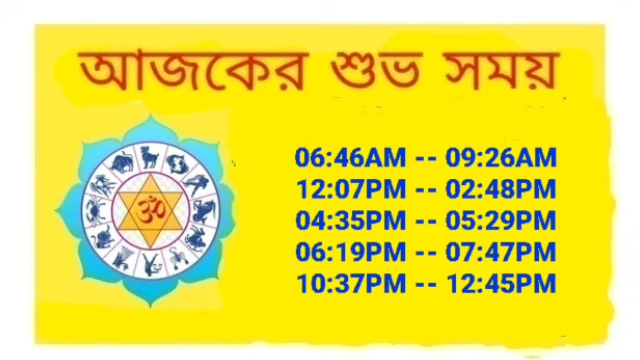 আজকের শুভ সময়
06:46AM -- 09:26AM
12:07PM -- 02:48PM
04:35PM -- 05:29PM
06:19PM -- 07:47PM
10:37PM -- 12:45PM
ॐ